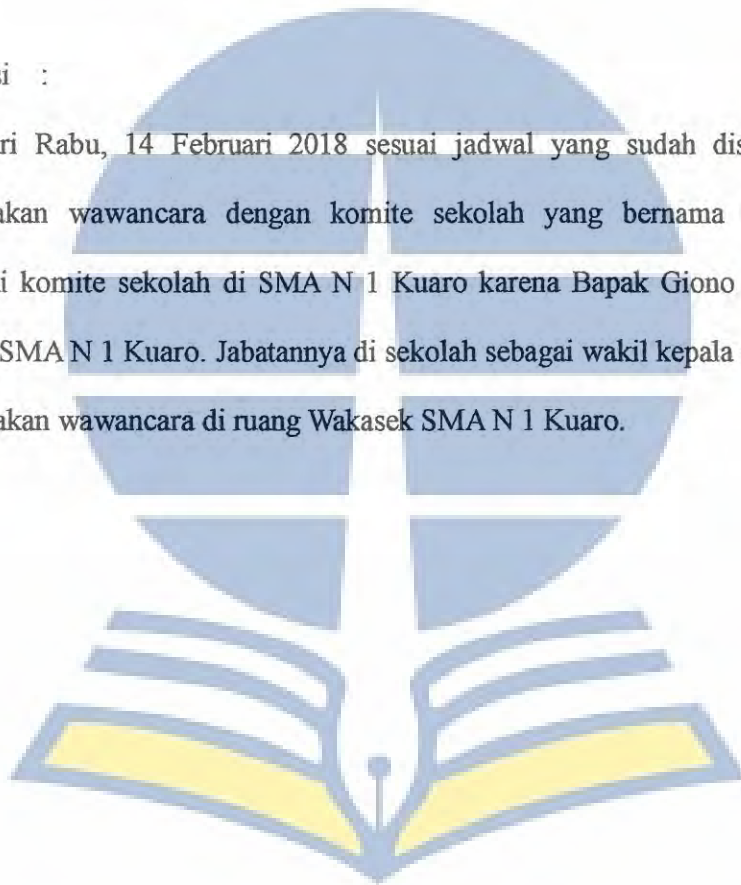 si :
ri Rabu, 14 Februari 2018 sesuai jadwal yang sudah dis
akan wawancara dengan komite sekolah yang bernama
i komite sekolah di SMA N 1 Kuaro karena Bapak Giono
SMA N 1 Kuaro. Jabatannya di sekolah sebagai wakil kepala
akan wawancara di ruang Wakasek SMA N 1 Kuaro.